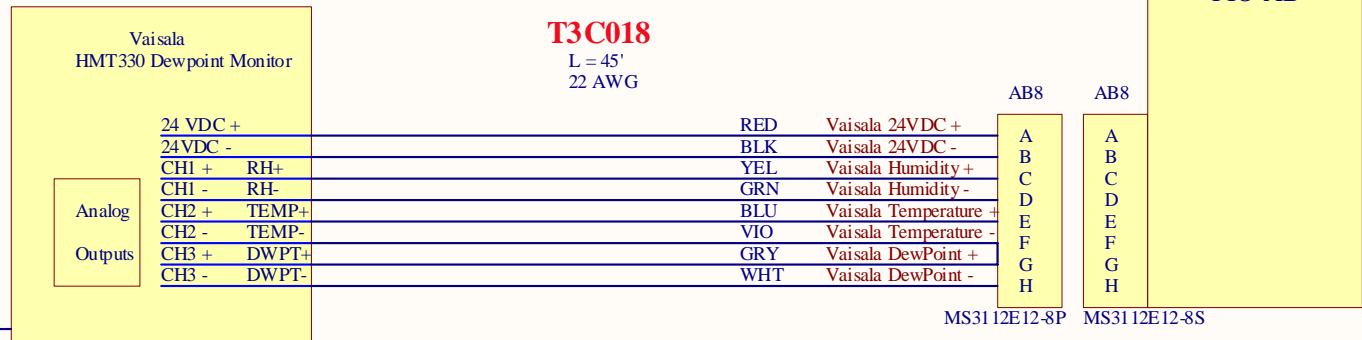 Vaisala
HMT330 Dewpoint Monitor
T3C018
L = 45'
22 AWG
AB8 AB8
24 VDC + RED Vaisala 24VDC + A A
24VDC - BLK Vaisala 24VDC - B B
CH1 + RH+ YEL Vaisala Humidity + C C
CH1 - RH- GRN Vaisala Humidity - D D
Analog CH2 + TEMP+ BLU Vaisala Temperature + E E
CH2 - TEMP- VIO Vaisala Temperature - F F
Outputs CH3 + DWPT+ GRY Vaisala DewPoint + G G
CH3 - DWPT- WHT Vaisala DewPoint - H H
MS3112E12-8P MS3112E12-8S